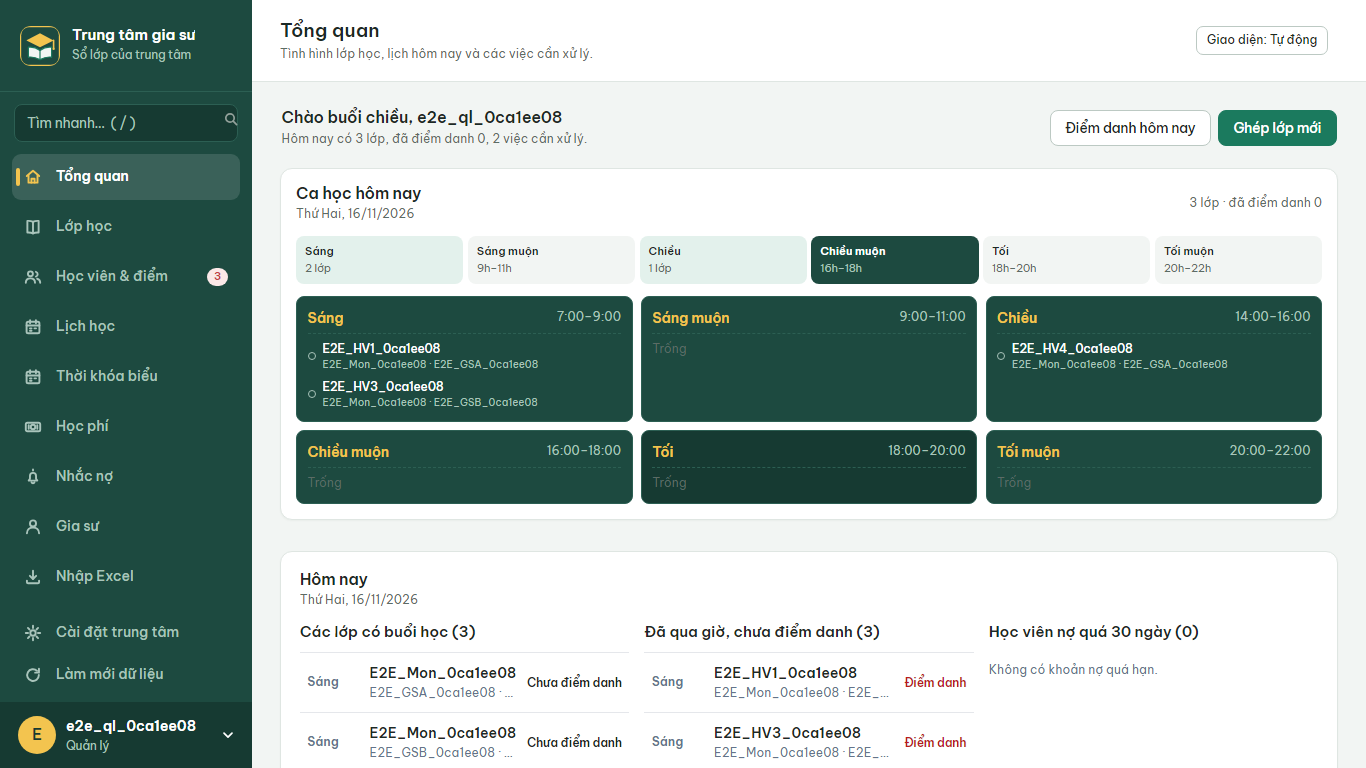 Trung tâm gia sư
Sổ lớp của trung tâm
Tìm nhanh... ( / )
Tổng quan
Lớp học
Học viên & điểm
3
Lịch học
Thời khóa biểu
Học phí
Nhắc nợ
Gia sư
Nhập Excel
Cài đặt trung tâm
Làm mới dữ liệu
E
e2e_ql_0ca1ee08
Quản lý
Tổng quan
Tình hình lớp học, lịch hôm nay và các việc cần xử lý.
Giao diện: Tự động
Chào buổi chiều, e2e_ql_0ca1ee08
Hôm nay có 3 lớp, đã điểm danh 0, 2 việc cần xử lý.
Điểm danh hôm nay
Ghép lớp mới
Ca học hôm nay
Thứ Hai, 16/11/2026
3 lớp · đã điểm danh 0
Sáng
2 lớp
Sáng muộn
9h–11h
Chiều
1 lớp
Chiều muộn
16h–18h
Tối
18h–20h
Tối muộn
20h–22h
Sáng 7:00–9:00
E2E_HV1_0ca1ee08
E2E_Mon_0ca1ee08 · E2E_GSA_0ca1ee08
E2E_HV3_0ca1ee08
E2E_Mon_0ca1ee08 · E2E_GSB_0ca1ee08
Sáng muộn 9:00–11:00
Trống
Chiều 14:00–16:00
E2E_HV4_0ca1ee08
E2E_Mon_0ca1ee08 · E2E_GSA_0ca1ee08
Chiều muộn 16:00–18:00
Trống
Tối 18:00–20:00
Trống
Tối muộn 20:00–22:00
Trống
Hôm nay
Thứ Hai, 16/11/2026
Các lớp có buổi học (3)
Sáng
E2E_Mon_0ca1ee08
E2E_GSA_0ca1ee08 · ...
Chưa điểm danh
Sáng
E2E_Mon_0ca1ee08
E2E_GSB_0ca1ee08 · ...
Chưa điểm danh
Đã qua giờ, chưa điểm danh (3)
Sáng
E2E_HV1_0ca1ee08
E2E_Mon_0ca1ee08 · E2E_...
Điểm danh
Sáng
E2E_HV3_0ca1ee08
E2E_Mon_0ca1ee08 · E2E_...
Điểm danh
Học viên nợ quá 30 ngày (0)
Không có khoản nợ quá hạn.